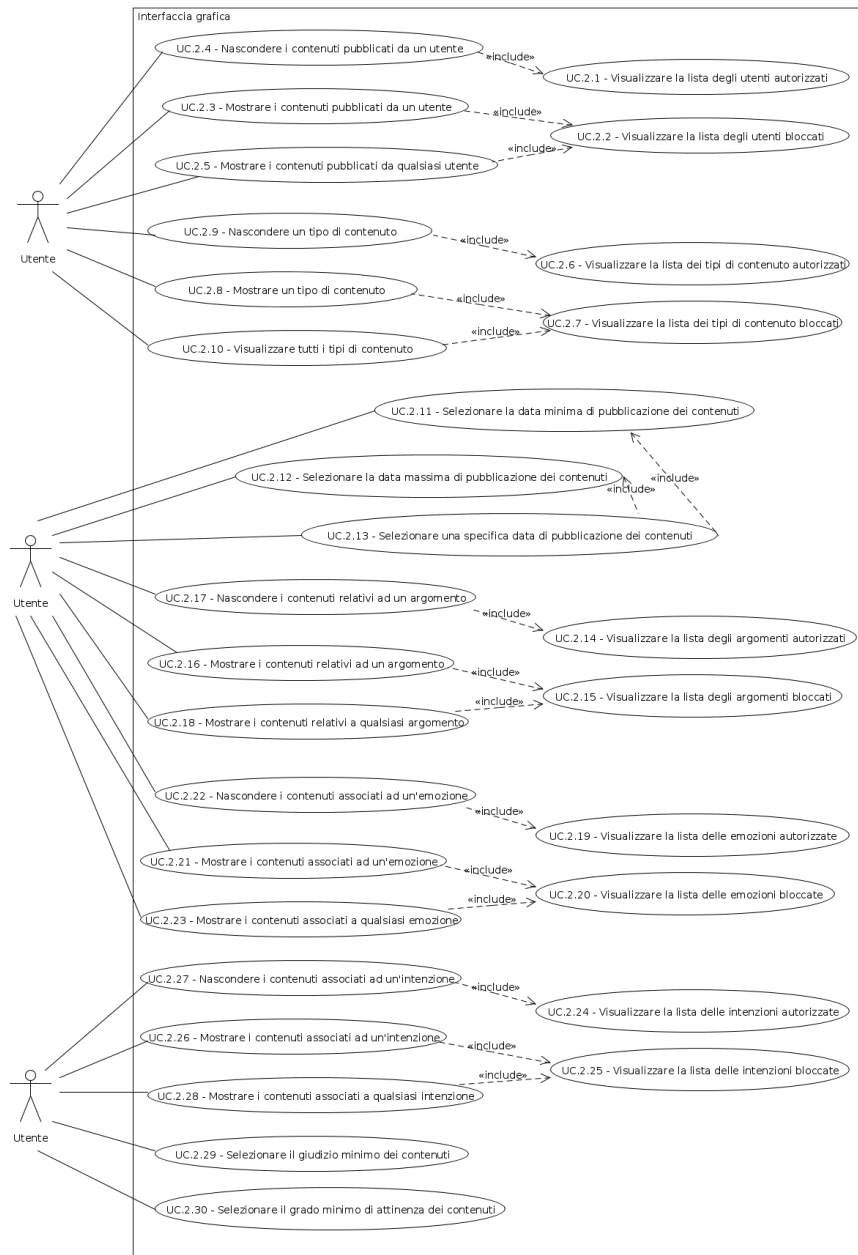 Interfaccia grafica
UC.2.4 - Nascondere i contenuti pubblicati da un utente
«include»
UC.2.1 - Visualizzare la lista degli utenti autorizzati
UC.2.3 - Mostrare i contenuti pubblicati da un utente
«include»
UC.2.2 - Visualizzare la lista degli utenti bloccati
«include»
UC.2.5 - Mostrare i contenuti pubblicati da qualsiasi utente
UC.2.9 - Nascondere un tipo di contenuto
«include»
Utente
UC.2.6 - Visualizzare la lista dei tipi di contenuto autorizzati
UC.2.8 - Mostrare un tipo di contenuto
«include»
UC.2.7 - Visualizzare la lista dei tipi di contenuto bloccati
«include»
UC.2.10 - Visualizzare tutti i tipi di contenuto
UC.2.11 - Selezionare la data minima di pubblicazione dei contenuti
UC.2.12 - Selezionare la data massima di pubblicazione dei contenuti
«include»
«include»
UC.2.13 - Selezionare una specifica data di pubblicazione dei contenuti
UC.2.17 - Nascondere i contenuti relativi ad un argomento
Utente
«include»
UC.2.14 - Visualizzare la lista degli argomenti autorizzati
UC.2.16 - Mostrare i contenuti relativi ad un argomento
«include»
UC.2.15 - Visualizzare la lista degli argomenti bloccati
«include»
UC.2.18 - Mostrare i contenuti relativi a qualsiasi argomento
UC.2.22 - Nascondere i contenuti associati ad un'emozione
«include»
UC.2.19 - Visualizzare la lista delle emozioni autorizzate
UC.2.21 - Mostrare i contenuti associati ad un'emozione
«include»
UC.2.20 - Visualizzare la lista delle emozioni bloccate
«include»
UC.2.23 - Mostrare i contenuti associati a qualsiasi emozione
UC.2.27 - Nascondere i contenuti associati ad un'intenzione
«include»
UC.2.24 - Visualizzare la lista delle intenzioni autorizzate
UC.2.26 - Mostrare i contenuti associati ad un'intenzione
«include»
UC.2.25 - Visualizzare la lista delle intenzioni bloccate
«include»
UC.2.28 - Mostrare i contenuti associati a qualsiasi intenzione
Utente
UC.2.29 - Selezionare il giudizio minimo dei contenuti
UC.2.30 - Selezionare il grado minimo di attinenza dei contenuti